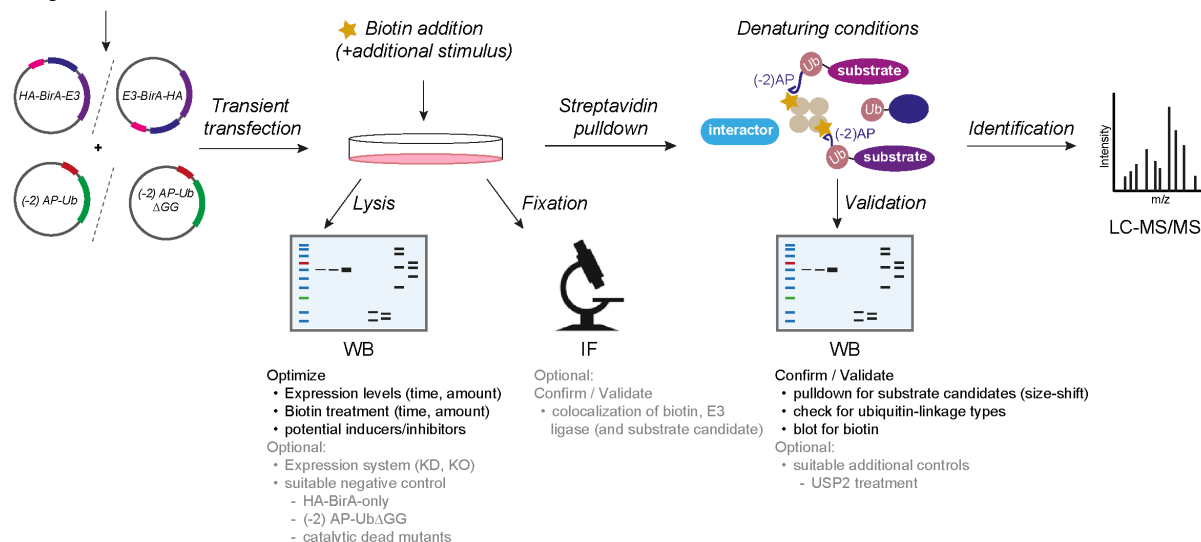 Biotin addition
(+additional stimulus)
Denaturing conditions
HA-BirA-E3
E3-BirA-HA
+
(-2) AP-Ub
(-2) AP-Ub
ΔGG
Transient
transfection
Streptavidin
pulldown
Ub
substrate
(-2)AP
interactor
Ub
(-2)AP
Ub
substrate
Identification
Intensity
m/z
LC-MS/MS
Lysis
Fixation
Validation
WB
IF
WB
Optimize
• Expression levels (time, amount)
• Biotin treatment (time, amount)
• potential inducers/inhibitors
Optional:
• Expression system (KD, KO)
• suitable negative control
- HA-BirA-only
- (-2) AP-UbΔGG
- catalytic dead mutants
Optional:
Confirm / Validate
• colocalization of biotin, E3
ligase (and substrate candidate)
Confirm / Validate
• pulldown for substrate candidates (size-shift)
• check for ubiquitin-linkage types
• blot for biotin
Optional:
• suitable additional controls
- USP2 treatment